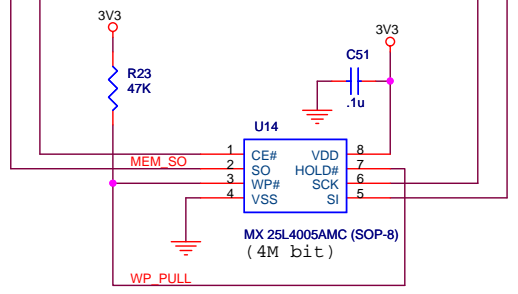 3V3
3V3
C51
R23
47K
.1u
U14
1
CE#
VDD
8
MEM_SO
2
SO
HOLD#
7
3
WP#
SCK
6
4
VSS
SI
5
MX 25L4005AMC (SOP-8)
(4M bit)
WP_PULL